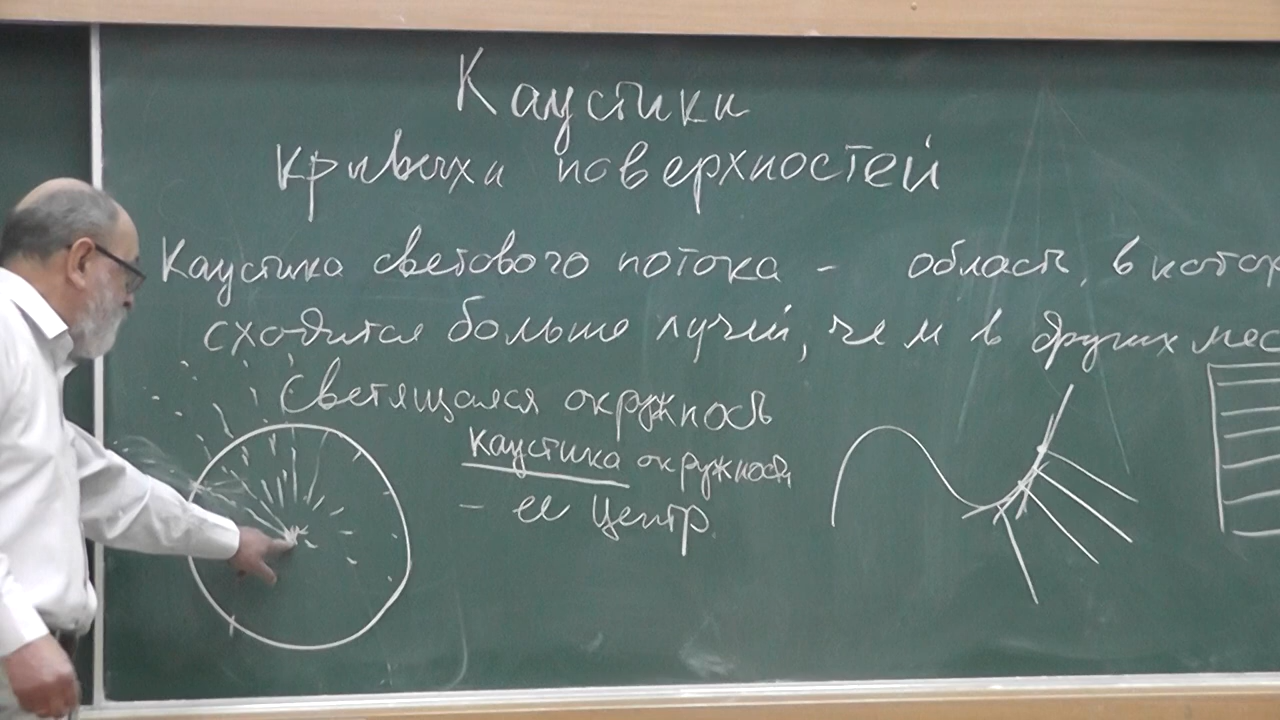 Каустики
кривых и поверхностей
Каустика светового потока - область, в котор
сходится больше лучей, чем в других мес
Светящаяся окружность
Каустика окружности
- ее центр.